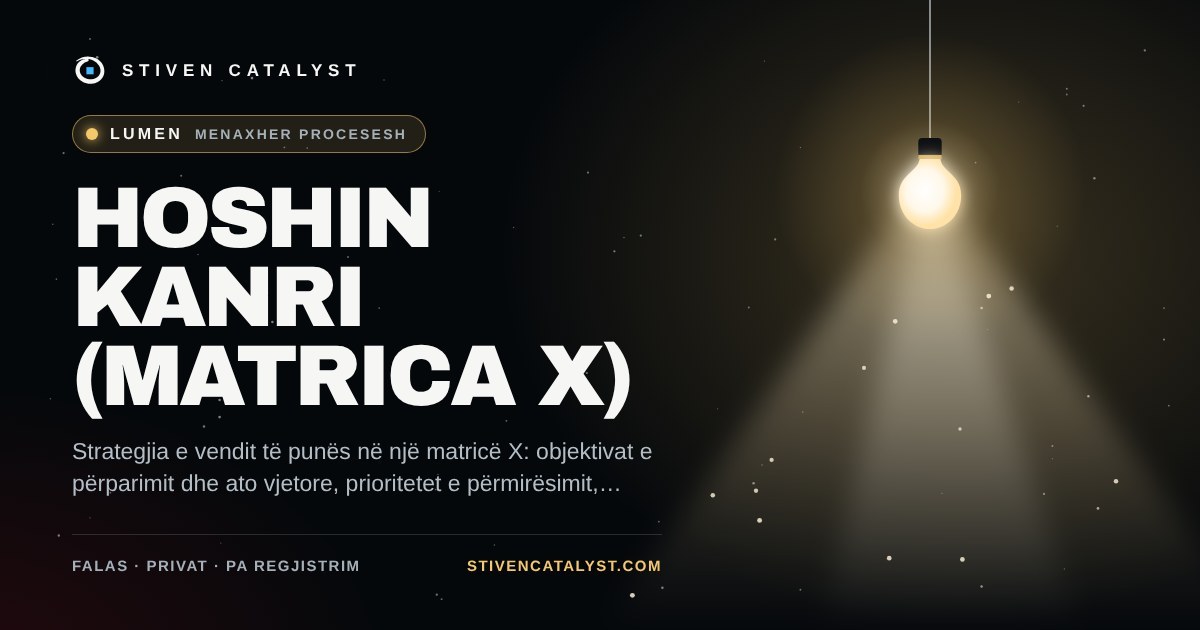 STIVEN CATALYST
LUMEN MENAXHER PROCESESH
HOSHIN
KANRI
(MATRICA X)
Strategjia e vendit të punës në një matricë X: objektivat e
përparimit dhe ato vjetore, prioritetet e përmirësimit,…
FALAS · PRIVAT · PA REGJISTRIM
STIVENCATALYST.COM